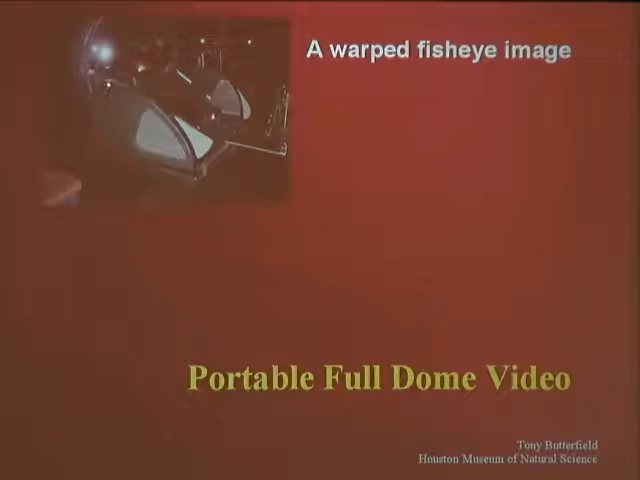 A warped fisheye image
Portable Full Dome Video
Tony Butterfield
Houston Museum of Natural Science